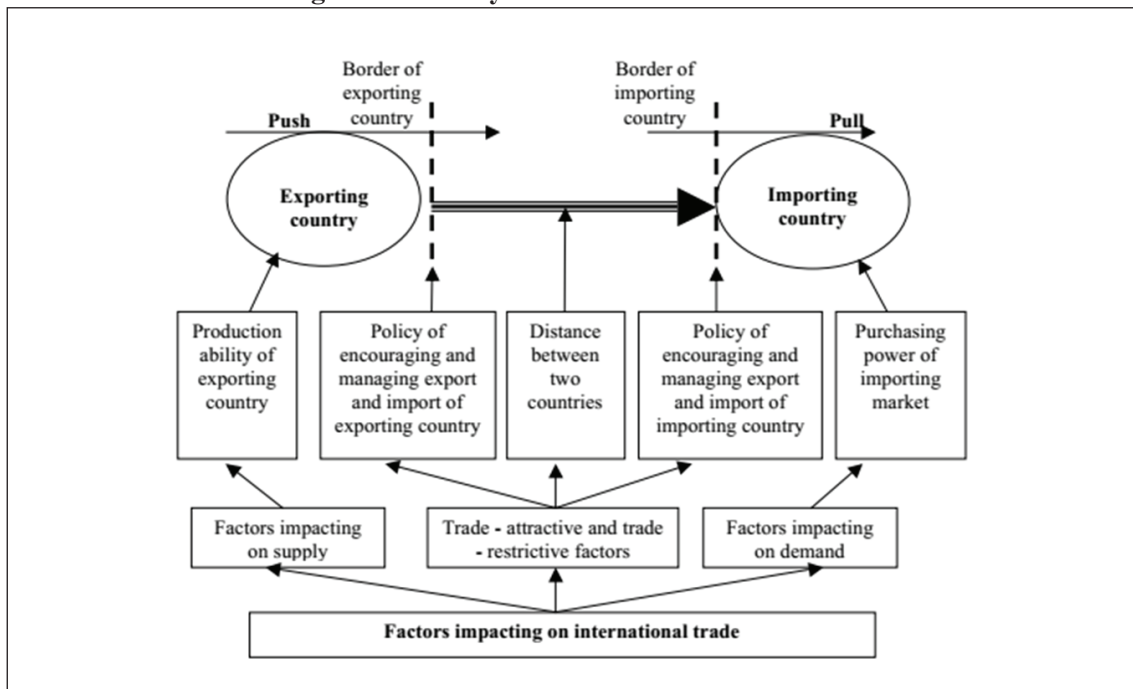 Border of
exporting
country
Border of
importing
country
Push
Pull
Exporting
country
Importing
country
Production
ability of
exporting
country
Policy of
encouraging and
managing export
and import of
exporting country
Distance
between
two
countries
Policy of
encouraging and
managing export
and import of
importing country
Purchasing
power of
importing
market
Factors impacting
on supply
Trade - attractive and trade
- restrictive factors
Factors impacting
on demand
Factors impacting on international trade